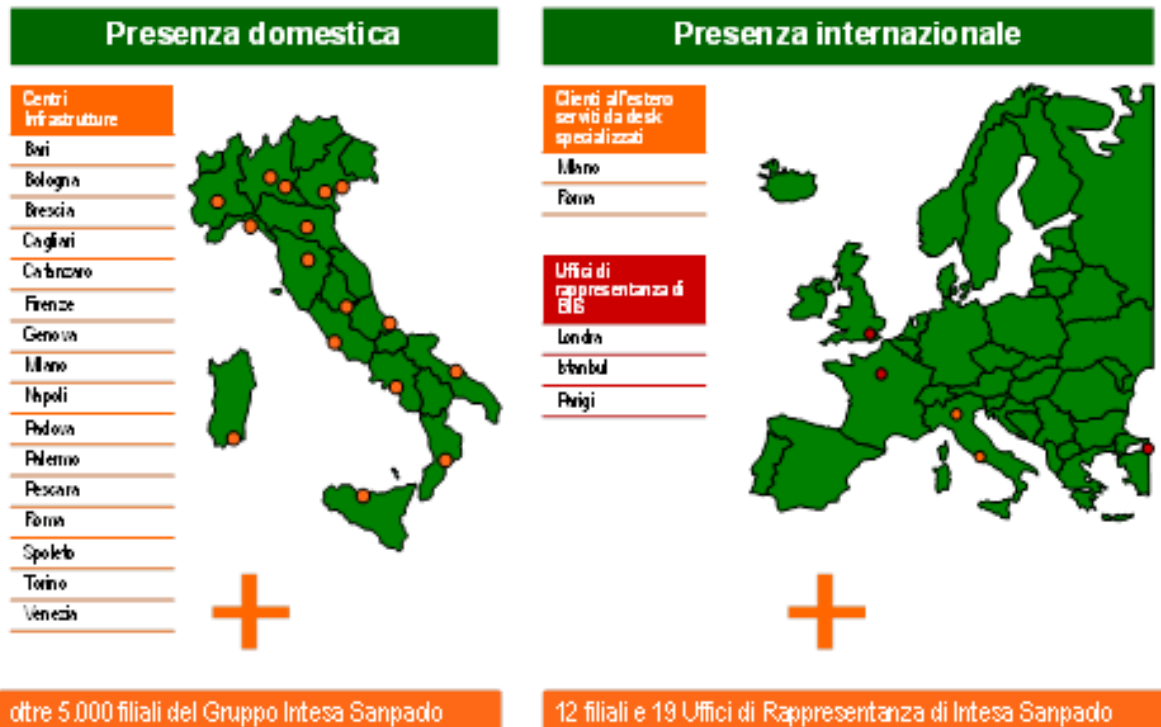 Presenza domestica
Centri
Infrastrutture
Bari
Bologna
Brescia
Cagliari
Catanzaro
Firenze
Genova
Milano
Napoli
Padova
Palermo
Pescara
Roma
Spoleto
Torino
Venezia
oltre 5.000 filiali del Gruppo Intesa Sanpaolo
Presenza internazionale
Clienti all'estero
serviti da desk
specializzati
Milano
Roma
Uffici di
rappresentanza di
BIIS
Londra
Istanbul
Parigi
12 filiali e 19 Uffici di Rappresentanza di Intesa Sanpaolo